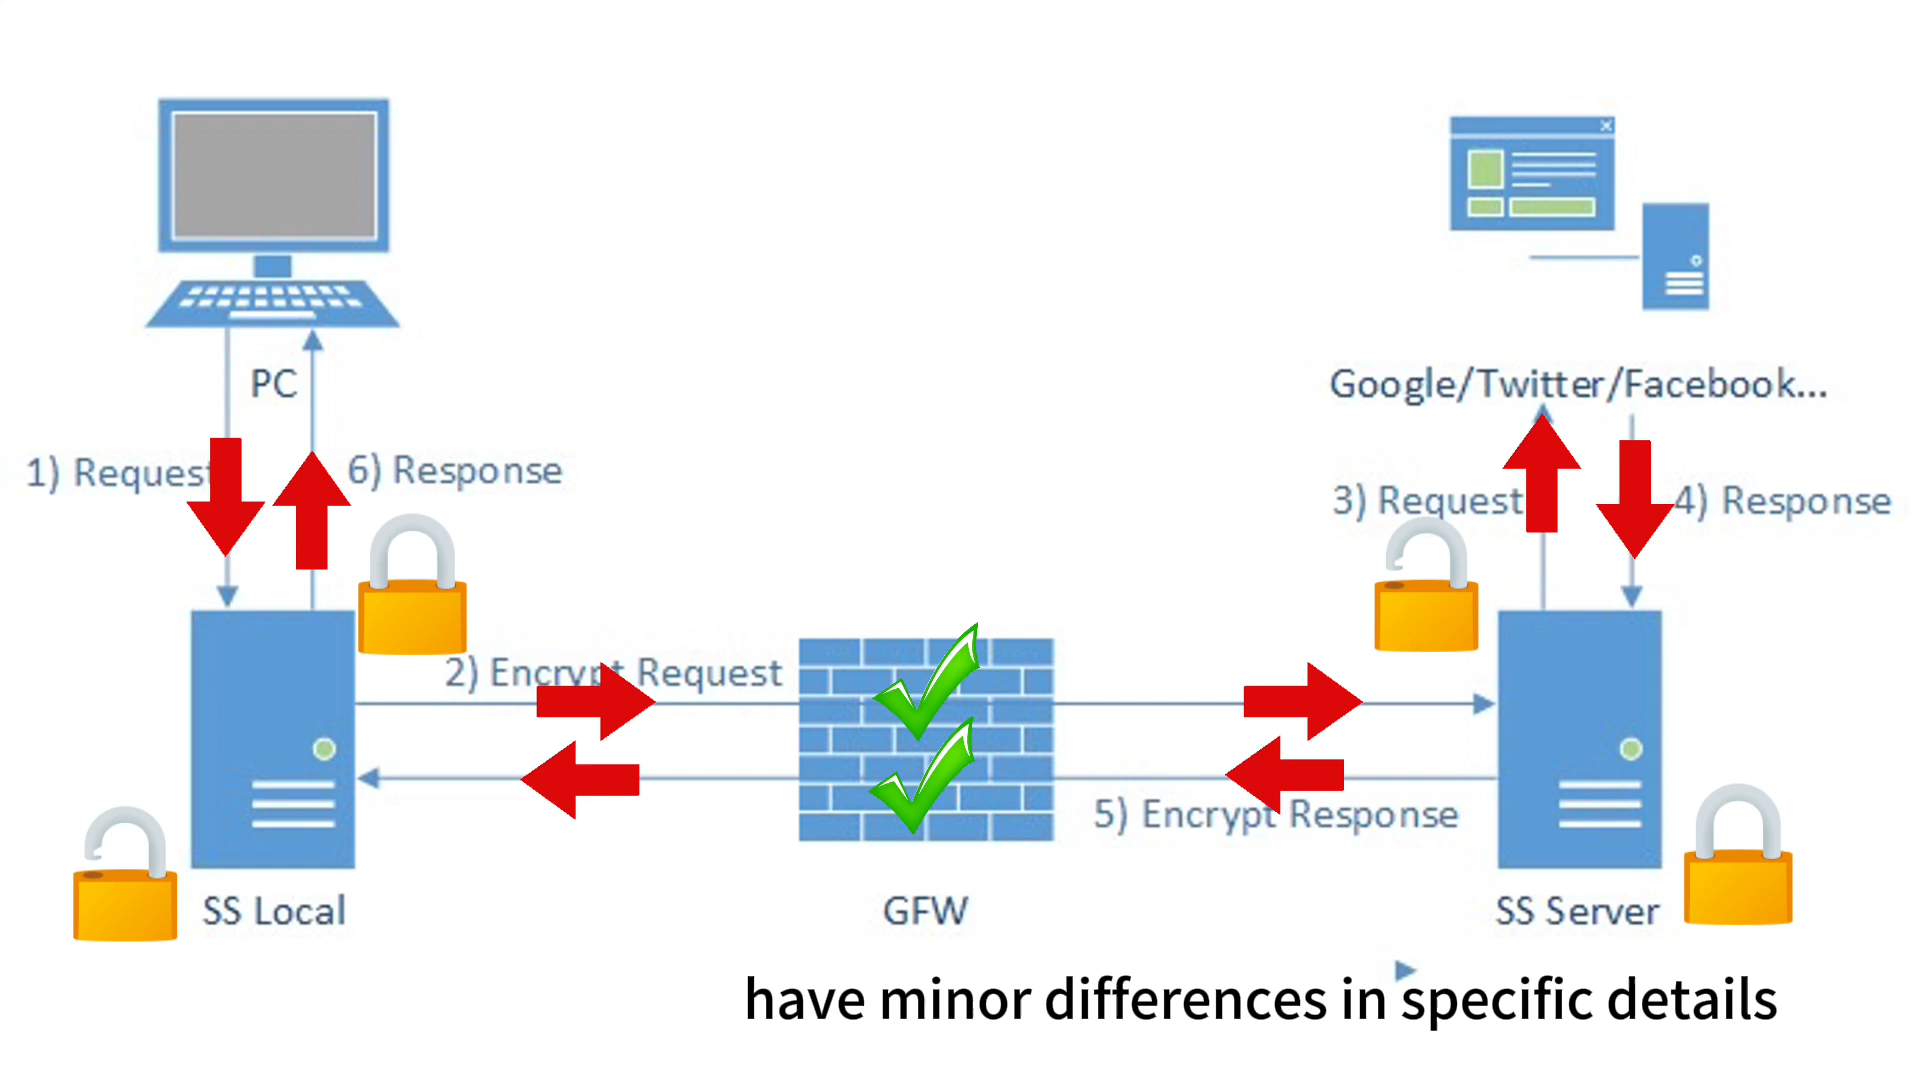 PC
Google/Twitter/Facebook...
1) Request
6) Response
3) Request
4) Response
2) Encrypt Request
5) Encrypt Response
SS Local
GFW
SS Server
have minor differences in specific details